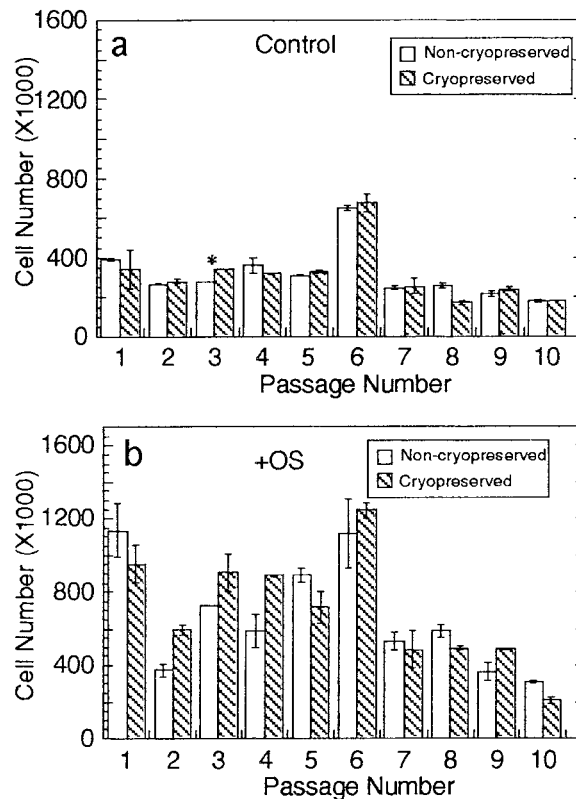 1600
a
Control
Non-cryopreserved
Cryopreserved
1200
800
*
400
0
Cell Number (X1000)
1 2 3 4 5 6 7 8 9 10
Passage Number
1600
b
+OS
Non-cryopreserved
Cryopreserved
1200
800
400
0
Cell Number (X1000)
1 2 3 4 5 6 7 8 9 10
Passage Number